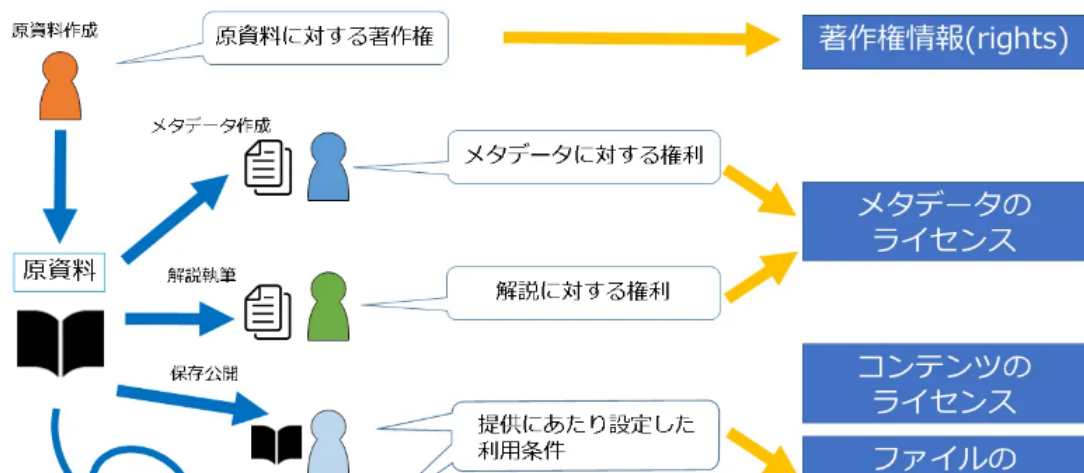 原資料作成
原資料に対する著作権
著作権情報(rights)
メタデータ作成
メタデータに対する権利
メタデータの
ライセンス
原資料
解説執筆
解説に対する権利
保存公開
コンテンツの
ライセンス
提供にあたり設定した
利用条件
ファイルの